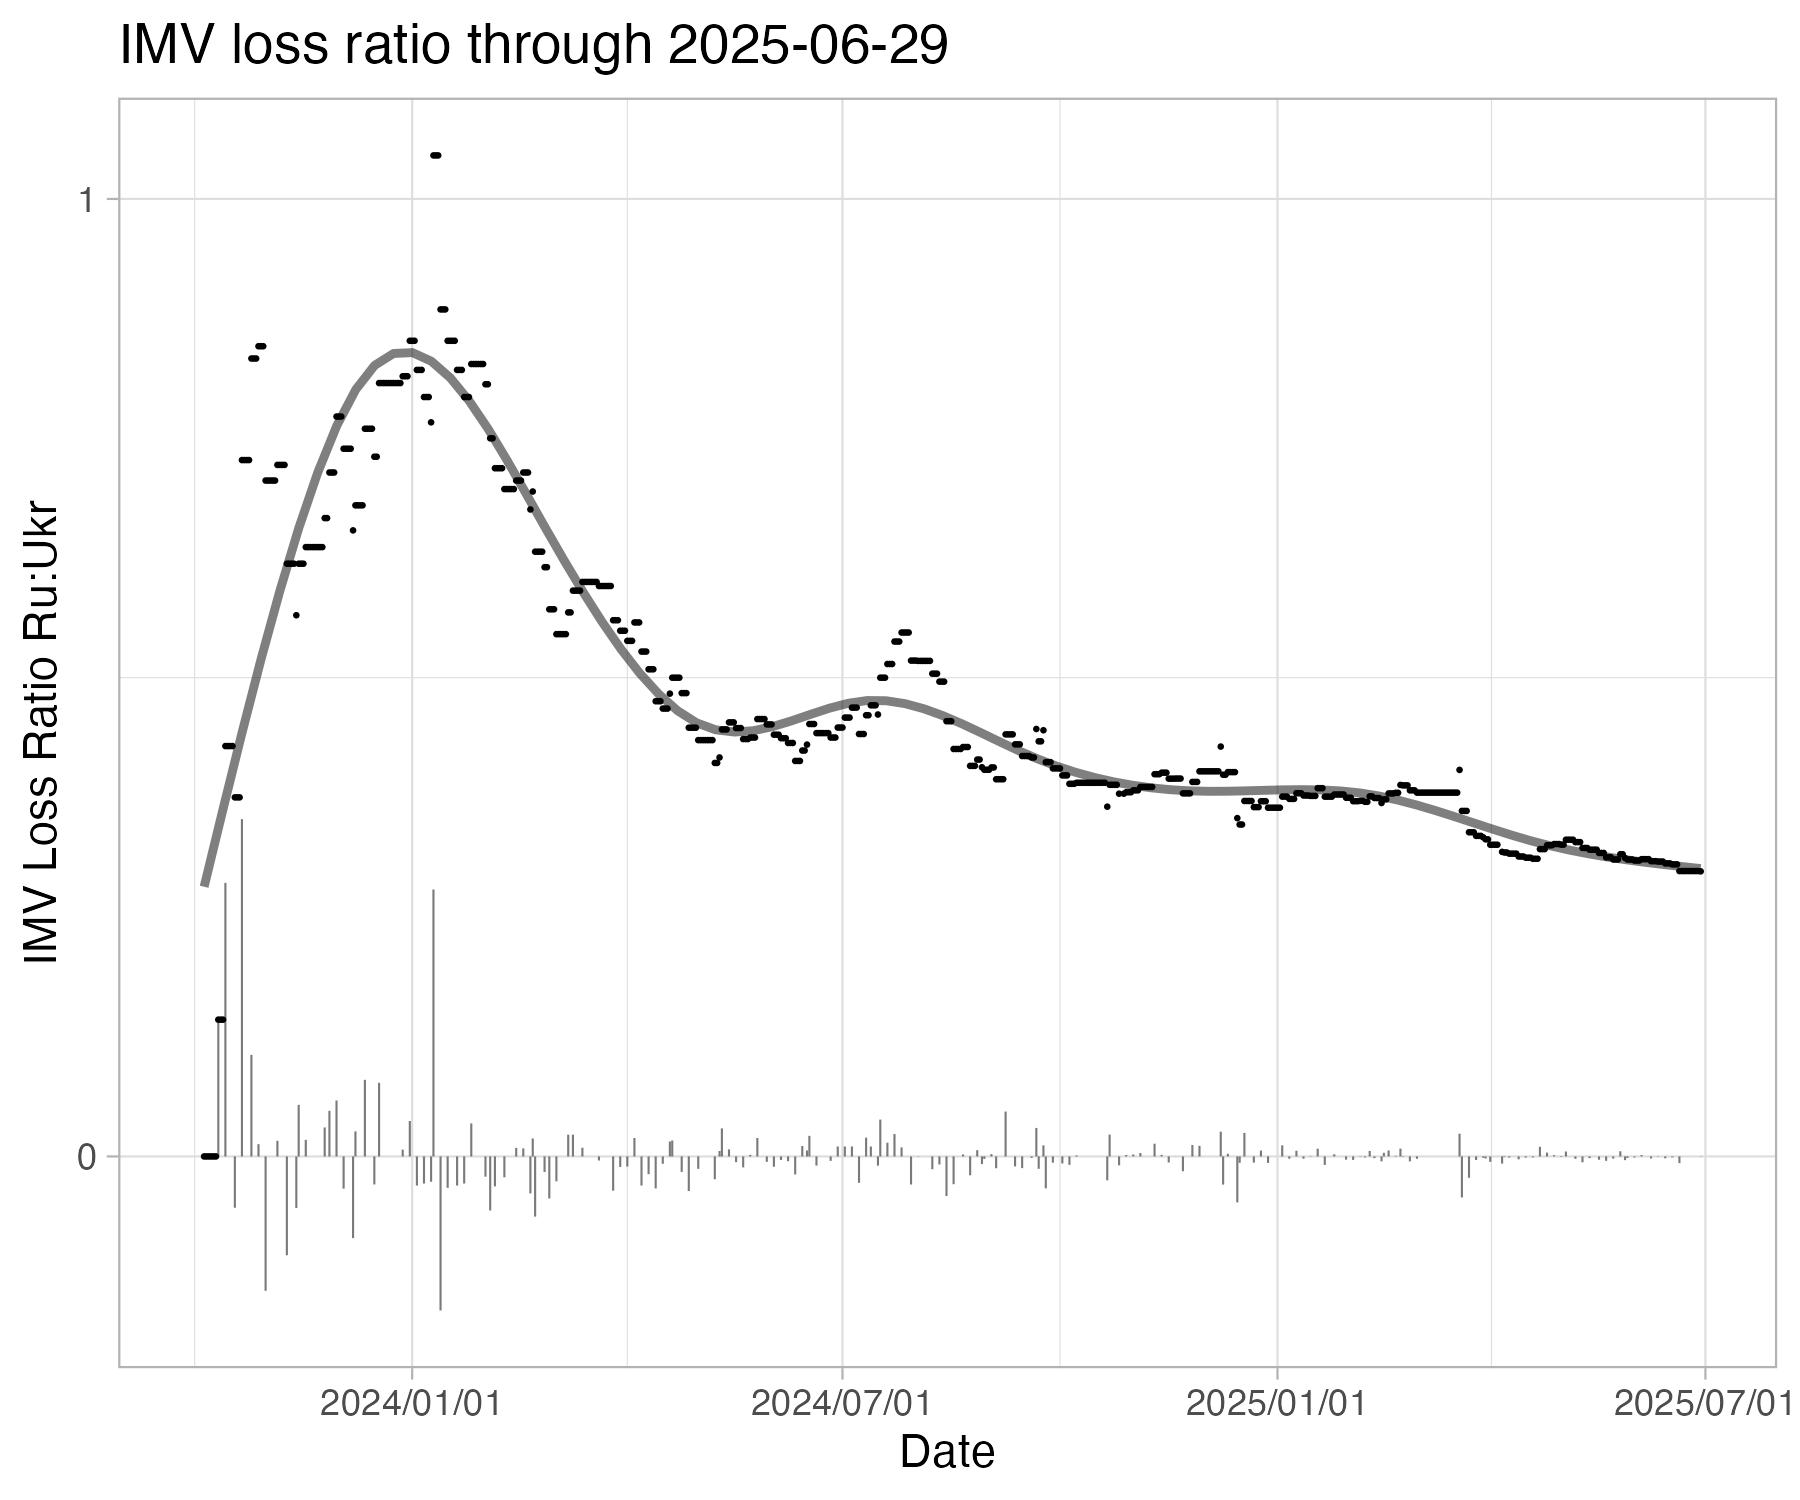 IMV loss ratio through 2025-06-29
IMV Loss Ratio Ru:Ukr
1
0
2024/01/01
2024/07/01
2025/01/01
2025/07/01
Date